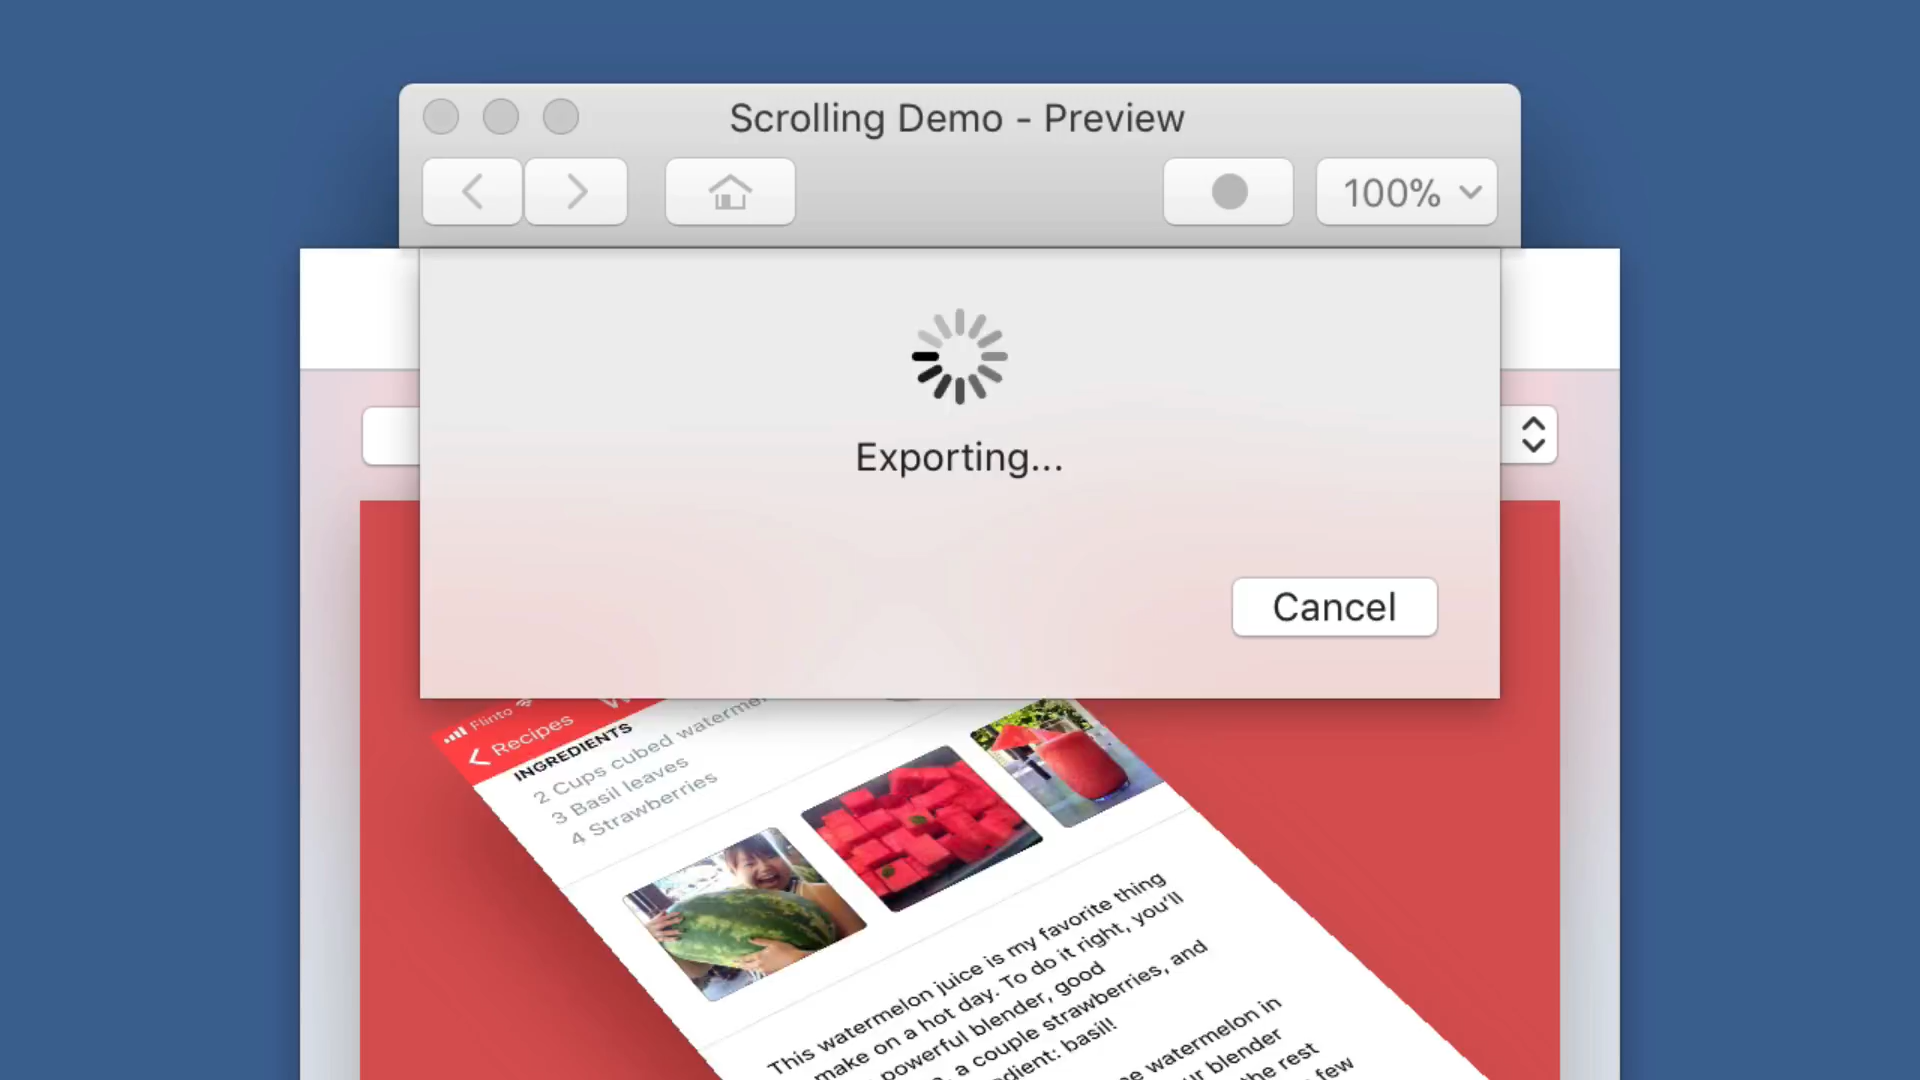 Scrolling Demo - Preview
100%
Exporting...
Cancel
Flinto
Recipes
INGREDIENTS
2 Cups cubed watermel
3 Basil leaves
4 Strawberries
This watermelon juice is my favorite thing
make on a hot day. To do it right, you'll
powerful blender, good
a couple strawberries, and
dient: basil!
watermelon in
blender
the rest
few